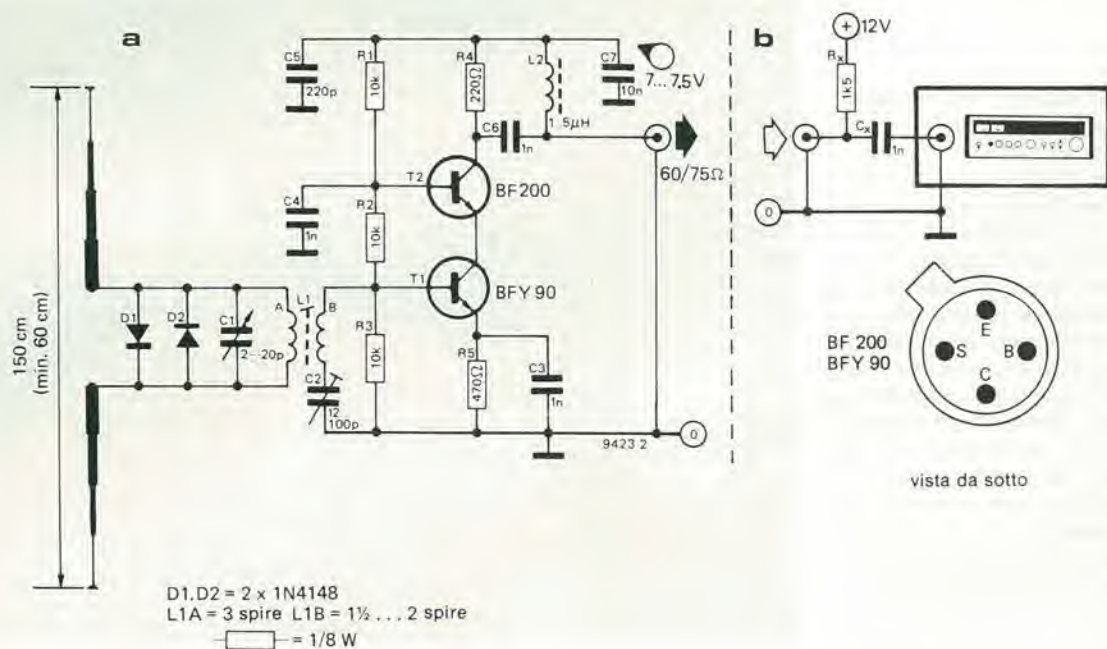 a
150 cm
(min. 60 cm)
D1
D2
C1
2...20p
A
L1
B
C2
12
100p
C5
220p
C4
1n
R1
10k
R2
10k
R3
10k
R4
220Ω
C6
1n
L2
1.5µH
C7
10n
7...7,5V
60/75Ω
T2
BF 200
T1
BFY 90
R5
470Ω
C3
1n
9423 2
0
b
+
12V
Rx
1k5
Cx
1n
0
BF 200
BFY 90
E
S
B
C
vista da sotto
D1,D2 = 2 x 1N4148
L1A = 3 spire L1B = 1½ . . . 2 spire
= 1/8 W